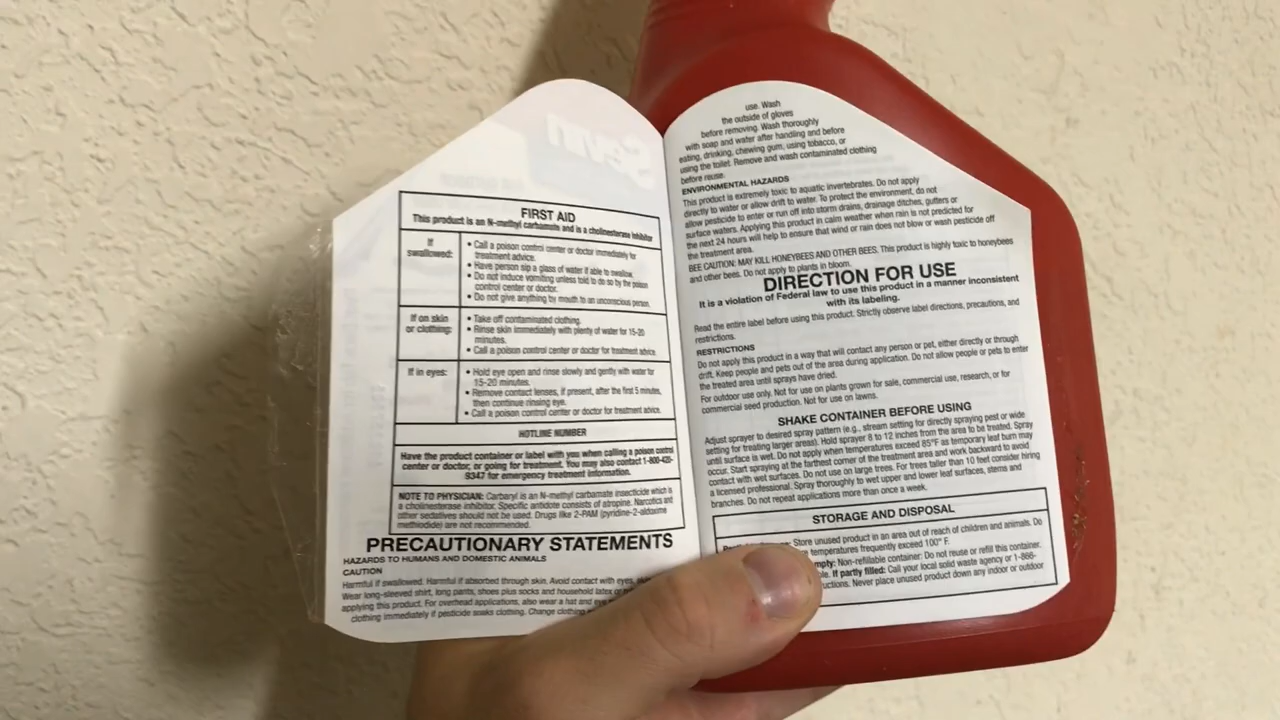 FIRST AID
This product is an N-methyl carbamate and is a cholinesterase inhibitor
If swallowed:
• Call a poison control center or doctor immediately for
treatment advice.
• Have person sip a glass of water if able to swallow.
• Do not induce vomiting unless told to do so by the poison
control center or doctor.
• Do not give anything by mouth to an unconscious person.
If on skin
or clothing:
• Take off contaminated clothing.
• Rinse skin immediately with plenty of water for 15-20
minutes.
• Call a poison control center or doctor for treatment advice.
If in eyes:
• Hold eye open and rinse slowly and gently with water for
15-20 minutes.
• Remove contact lenses, if present, after the first 5 minutes,
then continue rinsing eye.
• Call a poison control center or doctor for treatment advice.
HOTLINE NUMBER
Have the product container or label with you when calling a poison control
center or doctor, or going for treatment. You may also contact 1-800-420-
9347 for emergency treatment information.
NOTE TO PHYSICIAN: Carbaryl is an N-methyl carbamate insecticide which is
a cholinesterase inhibitor. Specific antidote consists of atropine. Narcotics and
other sedatives should not be used. Drugs like 2-PAM (pyridine-2-aldoxime
methiodide) are not recommended.
PRECAUTIONARY STATEMENTS
HAZARDS TO HUMANS AND DOMESTIC ANIMALS
CAUTION
Harmful if swallowed. Harmful if absorbed through skin. Avoid contact with eyes,
Wear long-sleeved shirt, long pants, shoes plus socks and household latex or
applying this product. For overhead applications, also wear a hat and
clothing immediately if pesticide soaks clothing. Change
use. Wash
the outside of gloves
before removing. Wash thoroughly
with soap and water after handling and before
eating, drinking, chewing gum, using tobacco, or
using the toilet. Remove and wash contaminated clothing
before reuse.
ENVIRONMENTAL HAZARDS
This product is extremely toxic to aquatic invertebrates. Do not apply
directly to water or allow drift to water. To protect the environment, do not
allow pesticide to enter or run off into storm drains, drainage ditches, gutters or
surface waters. Applying this product in calm weather when rain is not predicted for
the next 24 hours will help to ensure that wind or rain does not blow or wash pesticide off
the treatment area.
BEE CAUTION: MAY KILL HONEYBEES AND OTHER BEES. This product is highly toxic to honeybees
and other bees. Do not apply to plants in bloom.
DIRECTION FOR USE
It is a violation of Federal law to use this product in a manner inconsistent
with its labeling.
Read the entire label before using this product. Strictly observe label directions, precautions, and
restrictions.
RESTRICTIONS
Do not apply this product in a way that will contact any person or pet, either directly or through
drift. Keep people and pets out of the area during application. Do not allow people or pets to enter
the treated area until sprays have dried.
For outdoor use only. Not for use on plants grown for sale, commercial use, research, or for
commercial seed production. Not for use on lawns.
SHAKE CONTAINER BEFORE USING
Adjust sprayer to desired spray pattern (e.g., stream setting for directly spraying pest or wide
setting for treating larger areas). Hold sprayer 8 to 12 inches from the area to be treated. Spray
until surface is wet. Do not apply when temperatures exceed 85°F as temporary leaf burn may
occur. Start spraying at the farthest corner of the treatment area and work backward to avoid
contact with wet surfaces. Do not use on large trees. For trees taller than 10 feet consider hiring
a licensed professional. Spray thoroughly to wet upper and lower leaf surfaces, stems and
branches. Do not repeat applications more than once a week.
STORAGE AND DISPOSAL
Store unused product in an area out of reach of children and animals. Do
temperatures frequently exceed 100° F.
Non-refillable container: Do not reuse or refill this container.
If partly filled: Call your local solid waste agency or 1-866-
Never place unused product down any indoor or outdoor